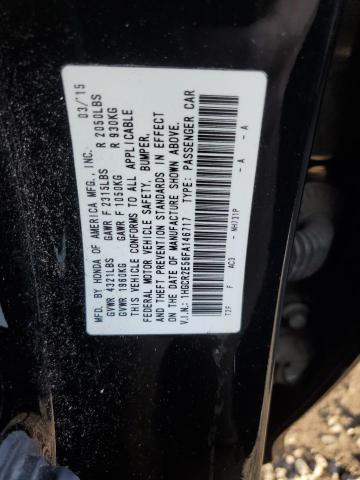 MFD. BY HONDA OF AMERICA MFG., INC. 03/15
GVWR 4321LBS GAWR F 2315LBS R 2050LBS
GVWR 1960KG GAWR F 1050KG R 930KG
THIS VEHICLE CONFORMS TO ALL APPLICABLE
FEDERAL MOTOR VEHICLE SAFETY, BUMPER,
AND THEFT PREVENTION STANDARDS IN EFFECT
ON THE DATE OF MANUFACTURE SHOWN ABOVE.
V.I.N.: 1HGCR2E56FA146717 TYPE: PASSENGER CAR
T2F F AC3 - NH731P - A - A